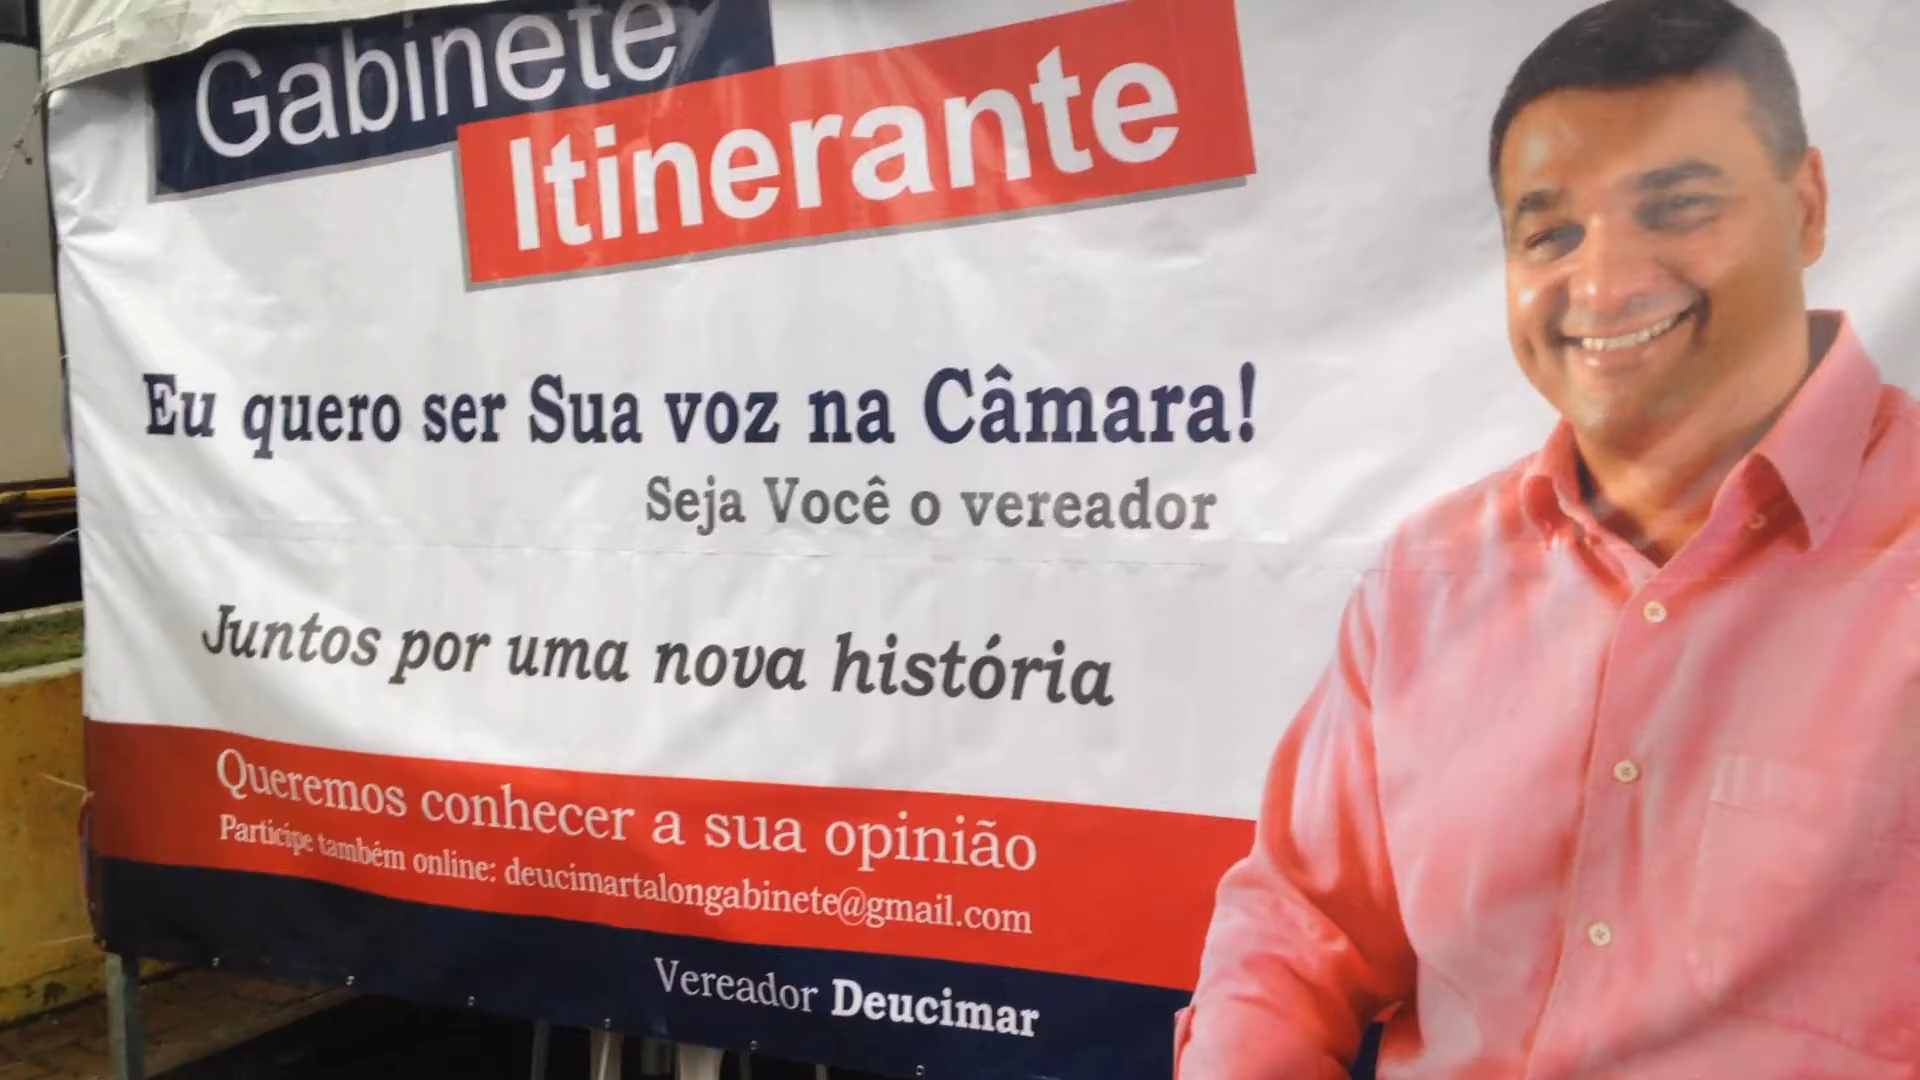 Gabinete
Itinerante
Eu quero ser Sua voz na Câmara!
Seja Você o vereador
Juntos por uma nova história
Queremos conhecer a sua opinião
Participe também online: deucimartalongabinete@gmail.com
Vereador Deucimar